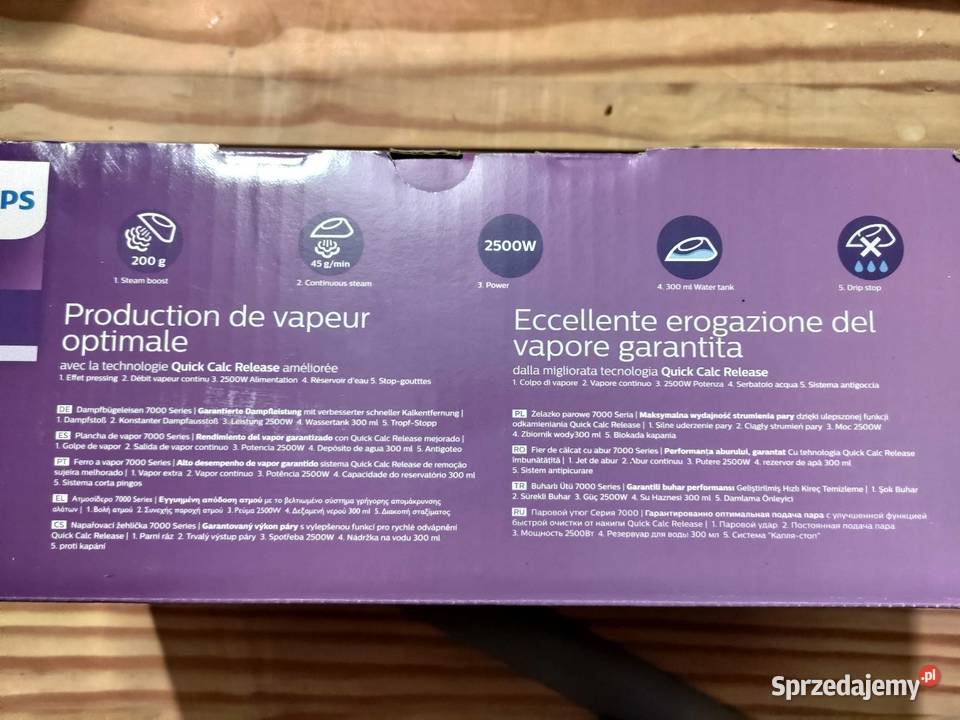 PS
200 g
45 g/min
2500W
1. Steam boost
2. Continuous steam
3. Power
4. 300 ml Water tank
5. Drip stop
Production de vapeur
optimale
avec la technologie Quick Calc Release améliorée
1. Effet pressing 2. Débit vapeur continu 3. 2500W Alimentation 4. Réservoir d'eau 5. Stop-gouttes
DE Dampfbügeleisen 7000 Series | Garantierte Dampfleistung mit verbesserter schneller Kalkentfernung |
1. Dampfstoß 2. Konstanter Dampfausstoß 3. Leistung 2500W 4. Wassertank 300 ml 5. Tropf-Stopp
ES Plancha de vapor 7000 Series | Rendimiento del vapor garantizado con Quick Calc Release mejorado |
1. Golpe de vapor 2. Salida de vapor continuo 3. Potencia 2500W 4. Depósito de agua 300 ml 5. Antigoteo
PT Ferro a vapor 7000 Series | Alto desempenho de vapor garantido sistema Quick Calc Release de remoção
sujeira melhorado | 1. Vapor extra 2. Vapor contínuo 3. Potência 2500W 4. Capacidade do reservatório 300 ml
5. Sistema corta pingos
EL Ατμοσίδερο 7000 Series | Εγγυημένη απόδοση ατμού με το βελτιωμένο σύστημα γρήγορης απομάκρυνσης
αλάτων | 1. Βολή ατμού 2. Συνεχής παροχή ατμού 3. Ρεύμα 2500W 4. Δεξαμενή νερού 300 ml 5. Διακοπή σταξίματος
CS Napařovací žehlička 7000 Series | Garantovaný výkon páry s vylepšenou funkcí pro rychlé odvápnění
Quick Calc Release | 1. Parní ráz 2. Trvalý výstup páry 3. Spotřeba 2500W 4. Nádržka na vodu 300 ml
5. proti kapání
Eccellente erogazione del
vapore garantita
dalla migliorata tecnologia Quick Calc Release
1. Colpo di vapore 2. Vapore continuo 3. 2500W Potenza 4. Serbatoio acqua 5. Sistema antigoccia
PL Żelazko parowe 7000 Seria | Maksymalna wydajność strumienia pary dzięki ulepszonej funkcji
odkamieniania Quick Calc Release | 1. Silne uderzenie pary 2. Ciągły strumień pary 3. Moc 2500W
4. Zbiornik wody300 ml 5. Blokada kapania
RO Fier de călcat cu abur 7000 Series | Performanța aburului, garantat Cu tehnologia Quick Calc Release
îmbunătățită | 1. Jet de abur 2. Abur continuu 3. Putere 2500W 4. rezervor de apă 300 ml
5. Sistem antipicurare
TR Buharlı Ütü 7000 Series | Garantili buhar performansı Geliştirilmiş Hızlı Kireç Temizleme | 1. Şok Buhar
2. Sürekli Buhar 3. Güç 2500W 4. Su Haznesi 300 ml 5. Damlama Önleyici
RU Паровой утюг Серия 7000 | Гарантированно оптимальная подача пара с улучшенной функцией
быстрой очистки от накипи Quick Calc Release | 1. Паровой удар 2. Постоянная подача пара
3. Мощность 2500Вт 4. Резервуар для воды 300 мл 5. Система "Капля-стоп"
Sprzedajemy.pl